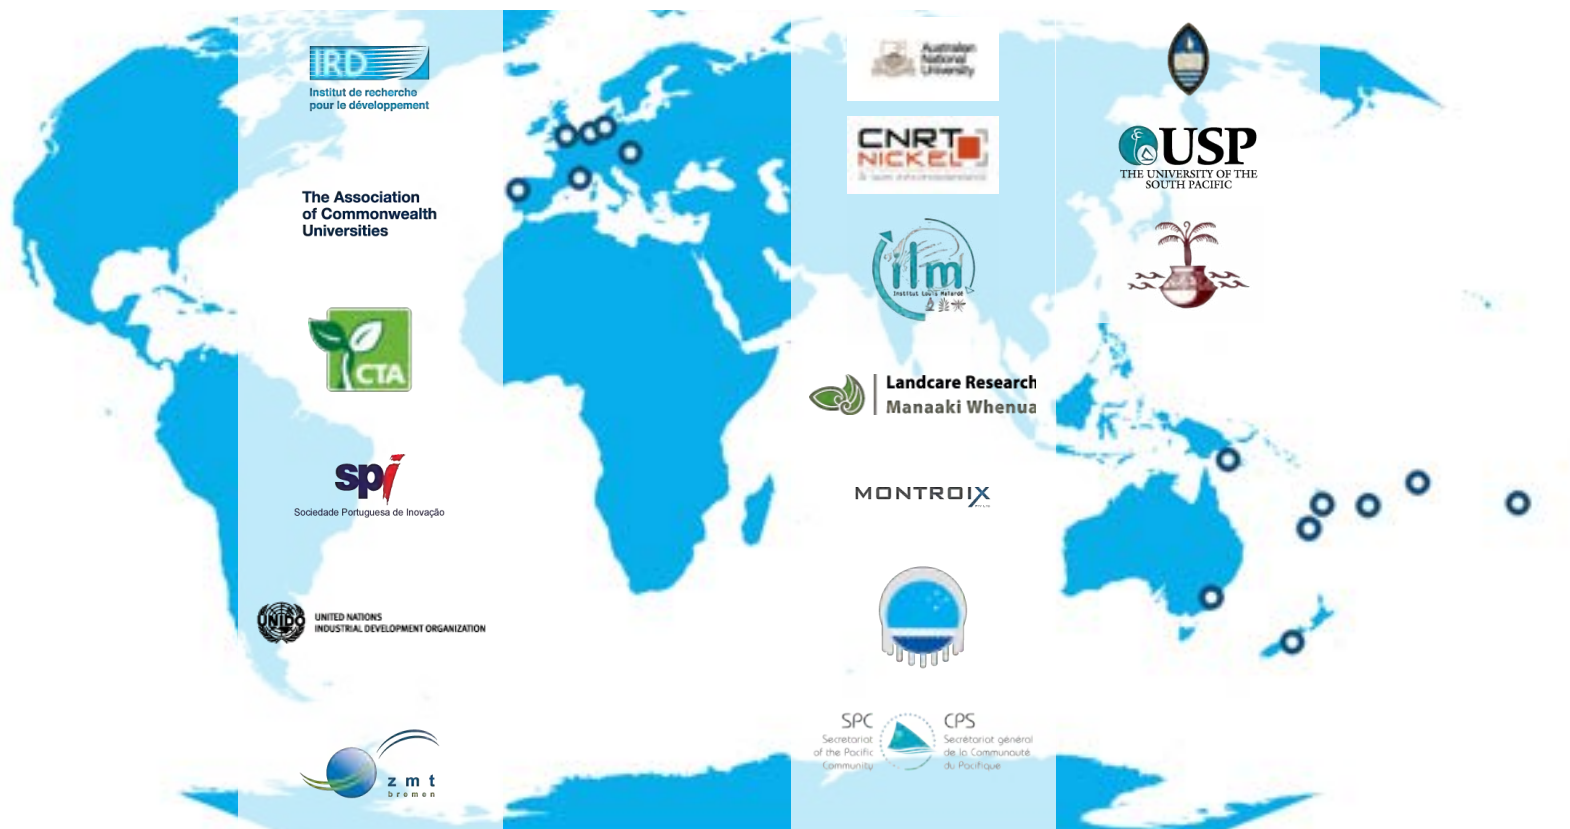 IRD
Institut de recherche
pour le développement
The Association
of Commonwealth
Universities
CTA
spi
Sociedade Portuguesa de Inovação
UNIDO
UNITED NATIONS
INDUSTRIAL DEVELOPMENT ORGANIZATION
zmt
bremen
Australian
National
University
CNRT
NICKEL
ilm
Institut Louis Malardé
Landcare Research
Manaaki Whenua
MONTROIX
SPC
Secretariat
of the Pacific
Community
CPS
Secrétariat général
de la Communauté
du Pacifique
USP
THE UNIVERSITY OF THE
SOUTH PACIFIC